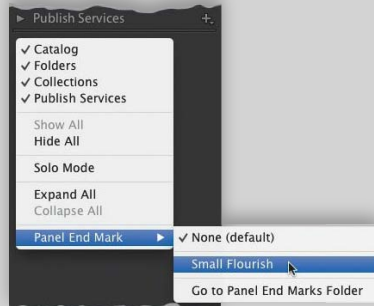 Publish Services
✓ Catalog
✓ Folders
✓ Collections
✓ Publish Services
Show All
Hide All
Solo Mode
Expand All
Collapse All
Panel End Mark
✓ None (default)
Small Flourish
Go to Panel End Marks Folder